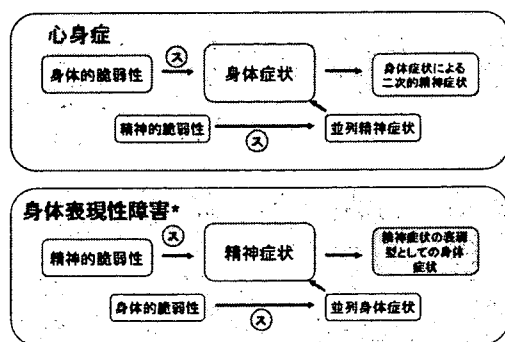 心身症
ス
身体的脆弱性
身体症状
身体症状による
二次的精神症状
精神的脆弱性
ス
並列精神症状
身体表現性障害*
ス
精神的脆弱性
精神症状
精神症状の表現
型としての身体
症状
身体的脆弱性
ス
並列身体症状